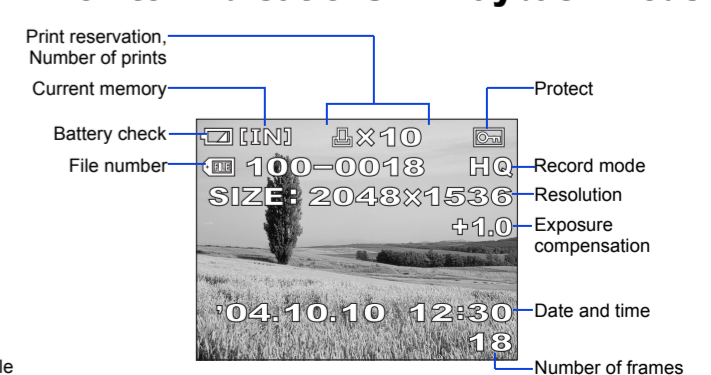 Print reservation,
Number of prints
Current memory
Protect
Battery check
[IN]
×10
File number
100-0018
HQ
Record mode
SIZE: 2048×1536
Resolution
+1.0
Exposure
compensation
'04.10.10 12:30
Date and time
18
Number of frames